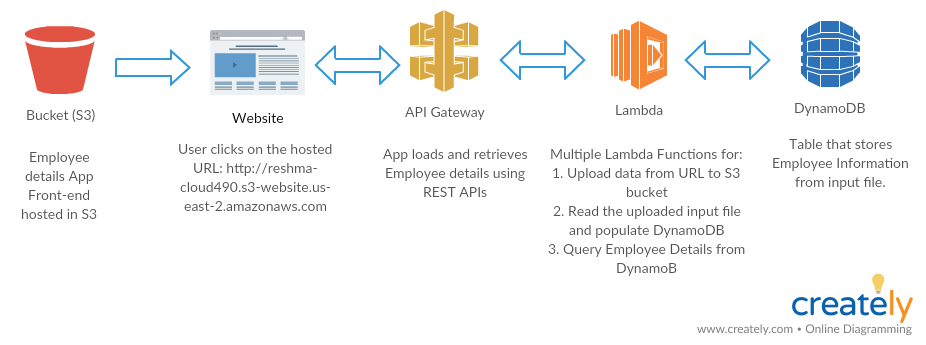 Bucket (S3)
Employee
details App
Front-end
hosted in S3
Website
User clicks on the hosted
URL: http://reshma-
cloud490.s3-website.us-
east-2.amazonaws.com
API Gateway
App loads and retrieves
Employee details using
REST APIs
Lambda
Multiple Lambda Functions for:
1. Upload data from URL to S3
bucket
2. Read the uploaded input file
and populate DynamoDB
3. Query Employee Details from
DynamoB
DynamoDB
Table that stores
Employee Information
from input file.
creately
www.creately.com • Online Diagramming